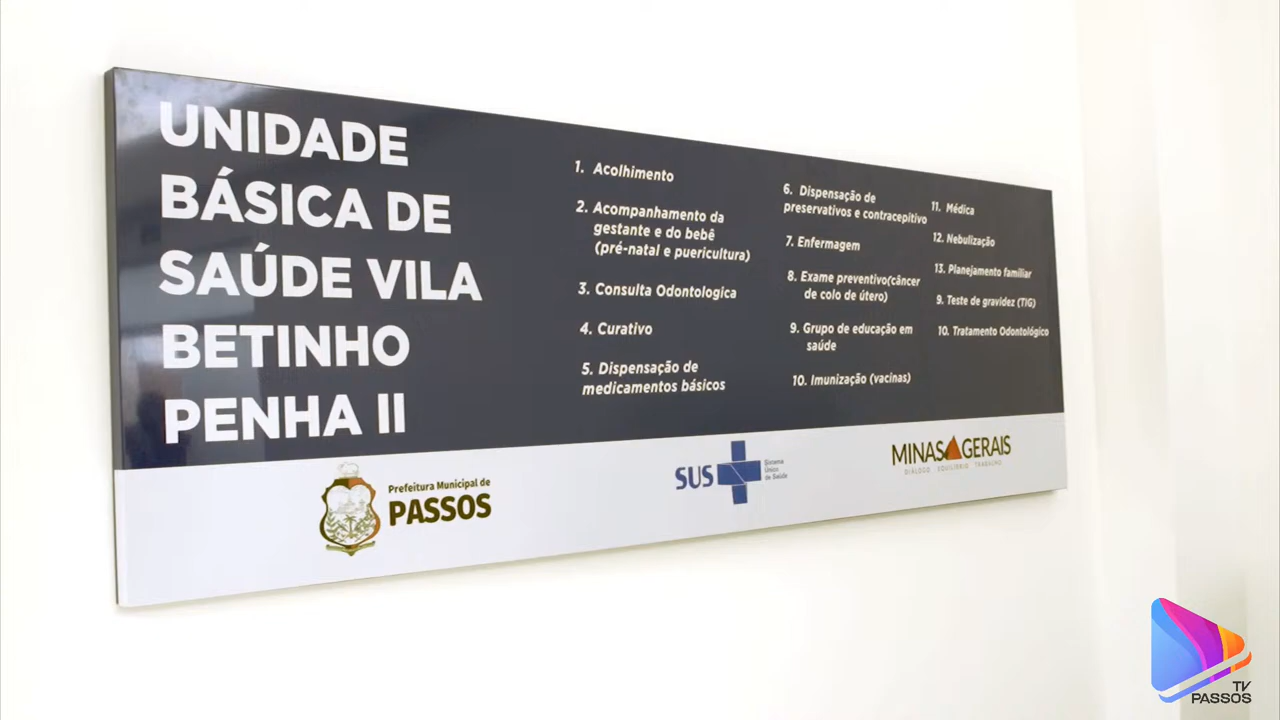 UNIDADE
BÁSICA DE
SAÚDE VILA
BETINHO
PENHA II
1. Acolhimento
2. Acompanhamento da
gestante e do bebê
(pré-natal e puericultura)
3. Consulta Odontologica
4. Curativo
5. Dispensação de
medicamentos básicos
6. Dispensação de
preservativos e contracepitivo
7. Enfermagem
8. Exame preventivo(câncer
de colo de útero)
9. Grupo de educação em
saúde
10. Imunização (vacinas)
11. Médica
12. Nebulização
13. Planejamento familiar
9. Teste de gravidez (TIG)
10. Tratamento Odontológico
Prefeitura Municipal de
PASSOS
SUS
Sistema
Único
de Saúde
MINAS GERAIS
DIÁLOGO EQUILÍBRIO TRABALHO
TV
PASSOS